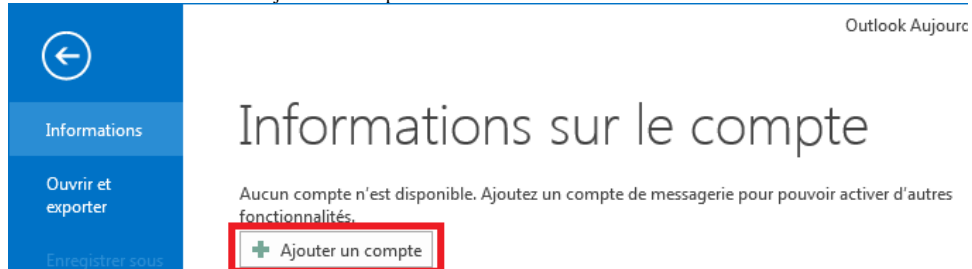 Outlook Aujourd
Informations sur le compte
Informations
Ouvrir et
exporter
Aucun compte n'est disponible. Ajoutez un compte de messagerie pour pouvoir activer d'autres
fonctionnalités.
Ajouter un compte
Enregistrer sous